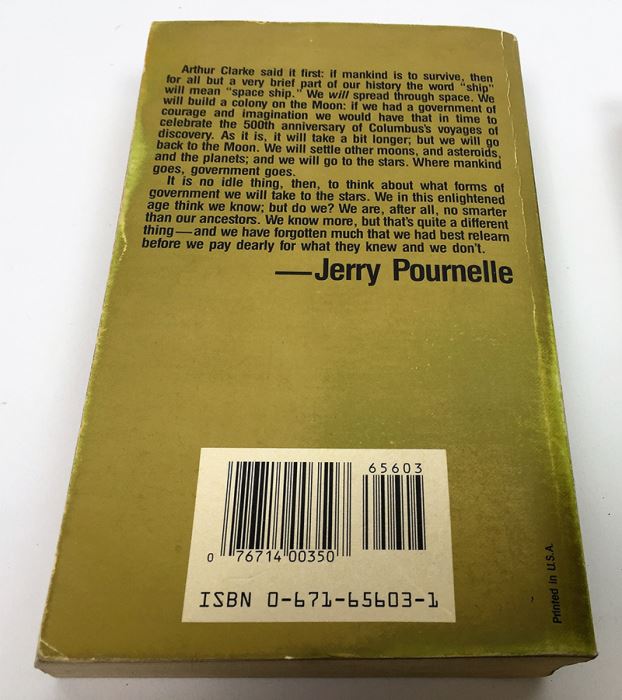 Arthur Clarke said it first: if mankind is to survive, then
for all but a very brief part of our history the word "ship"
will mean "space ship." We will spread through space. We
will build a colony on the Moon: if we had a government of
courage and imagination we would have that in time to
celebrate the 500th anniversary of Columbus's voyages of
discovery. As it is, it will take a bit longer; but we will go
back to the Moon. We will settle other moons, and asteroids,
and the planets; and we will go to the stars. Where mankind
goes, government goes.
It is no idle thing, then, to think about what forms of
government we will take to the stars. We in this enlightened
age think we know; but do we? We are, after all, no smarter
than our ancestors. We know more, but that's quite a different
thing—and we have forgotten much that we had best relearn
before we pay dearly for what they knew and we don't.
—Jerry Pournelle
65603
0 76714 00350
ISBN 0-671-65603-1
Printed in U.S.A.